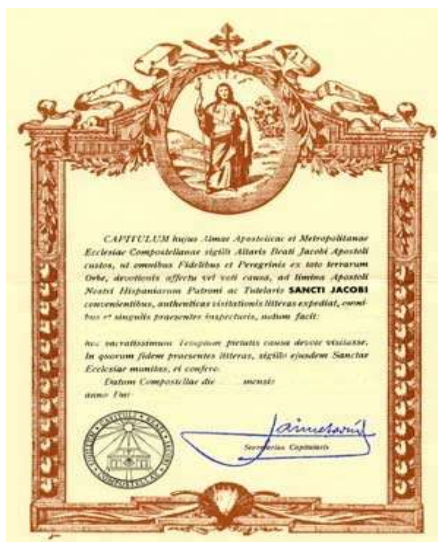 CAPITULUM hujus Almae Apostolicae et Metropolitanae
Ecclesiae Compostellanae sigilli Altaris Beati Jacobi Apostoli
custos, ut omnibus Fidelibus et Peregrinis ex toto terrarum
Orbe, devotionis affectu vel voti causa, ad limina Apostoli
Nostri Hispaniarum Patroni ac Tutelaris SANCTI JACOBI
convenientibus, authenticas visitationis litteras expediat, omni-
bus et singulis praesentes inspecturis, notum facit:
hoc sacratissimum Templum pietatis causa devote visitasse.
In quorum fidem praesentes litteras, sigillo ejusdem Sanctae
Ecclesiae munitas, ei confero.
Datum Compostellae die mensis
anno Dni
Secretarius Capitularis